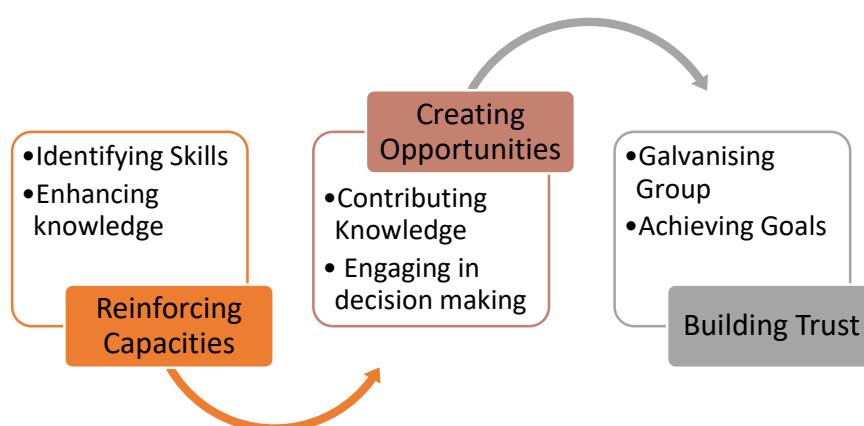 •Identifying Skills
•Enhancing
knowledge
Reinforcing
Capacities
Creating
Opportunities
•Contributing
Knowledge
• Engaging in
decision making
•Galvanising
Group
•Achieving Goals
Building Trust